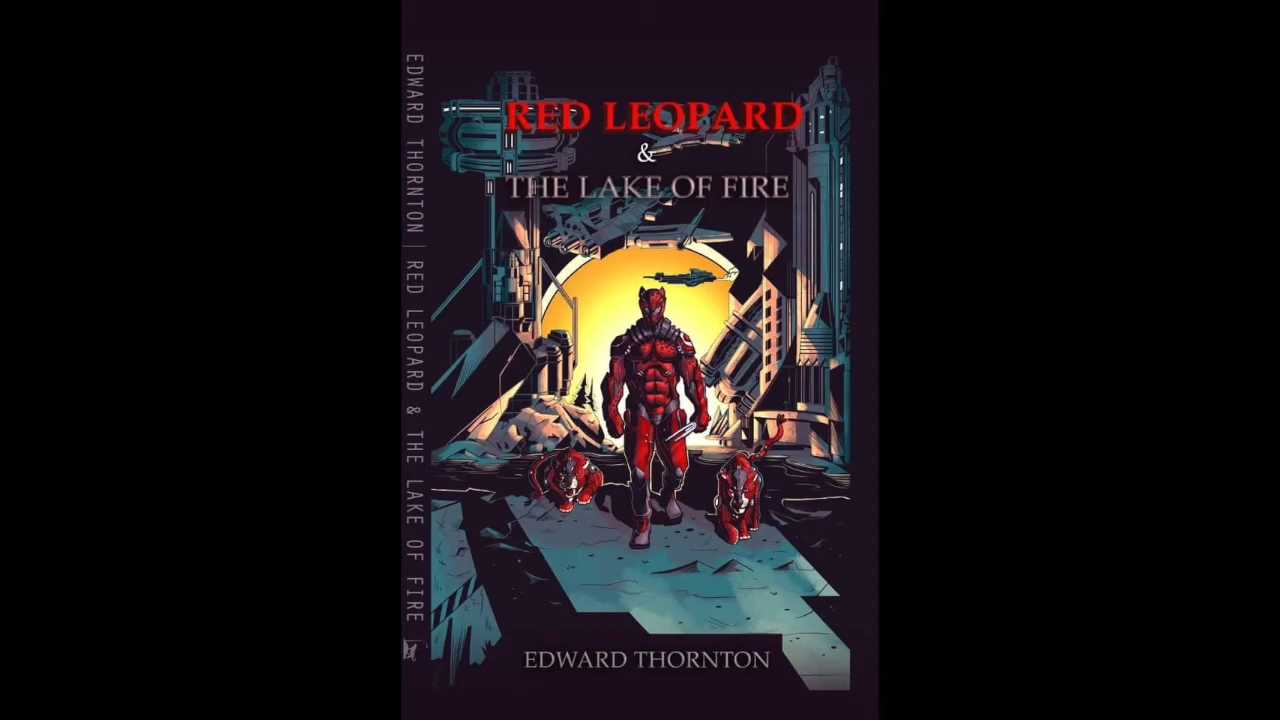 RED LEOPARD
&
THE LAKE OF FIRE
EDWARD THORNTON
EDWARD THORNTON | RED LEOPARD & THE LAKE OF FIRE